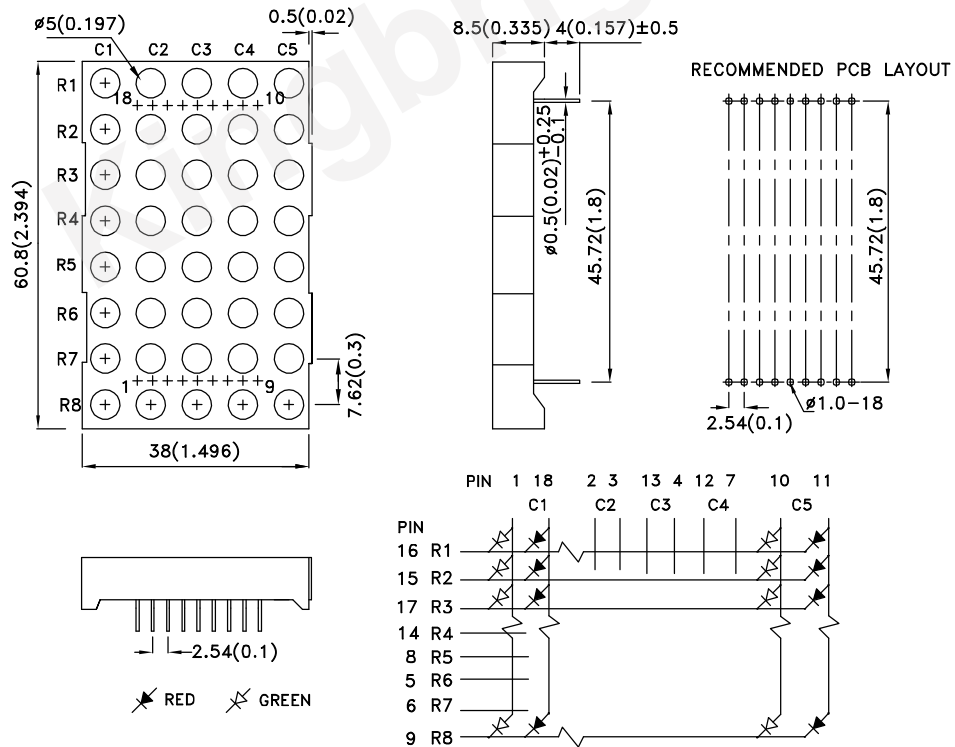 ø5(0.197)
0.5(0.02)
C1 C2 C3 C4 C5
R1
18 10
R2
R3
R4
R5
R6
R7
1 9
R8
60.8(2.394)
7.62(0.3)
38(1.496)
8.5(0.335) 4(0.157)±0.5
ø0.5(0.02)+0.25
-0.1
45.72(1.8)
RECOMMENDED PCB LAYOUT
45.72(1.8)
ø1.0-18
2.54(0.1)
2.54(0.1)
RED GREEN
PIN 1 18 2 3 13 4 12 7 10 11
C1 C2 C3 C4 C5
PIN
16 R1
15 R2
17 R3
14 R4
8 R5
5 R6
6 R7
9 R8